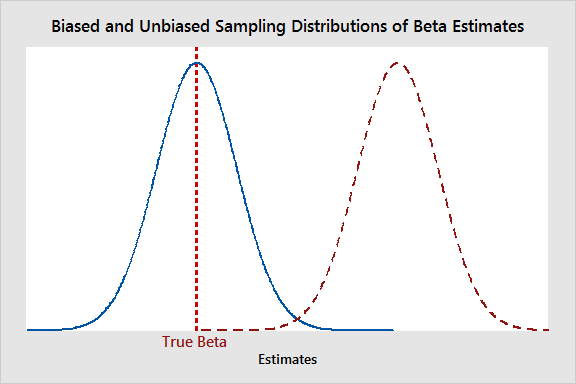 Biased and Unbiased Sampling Distributions of Beta Estimates
True Beta
Estimates